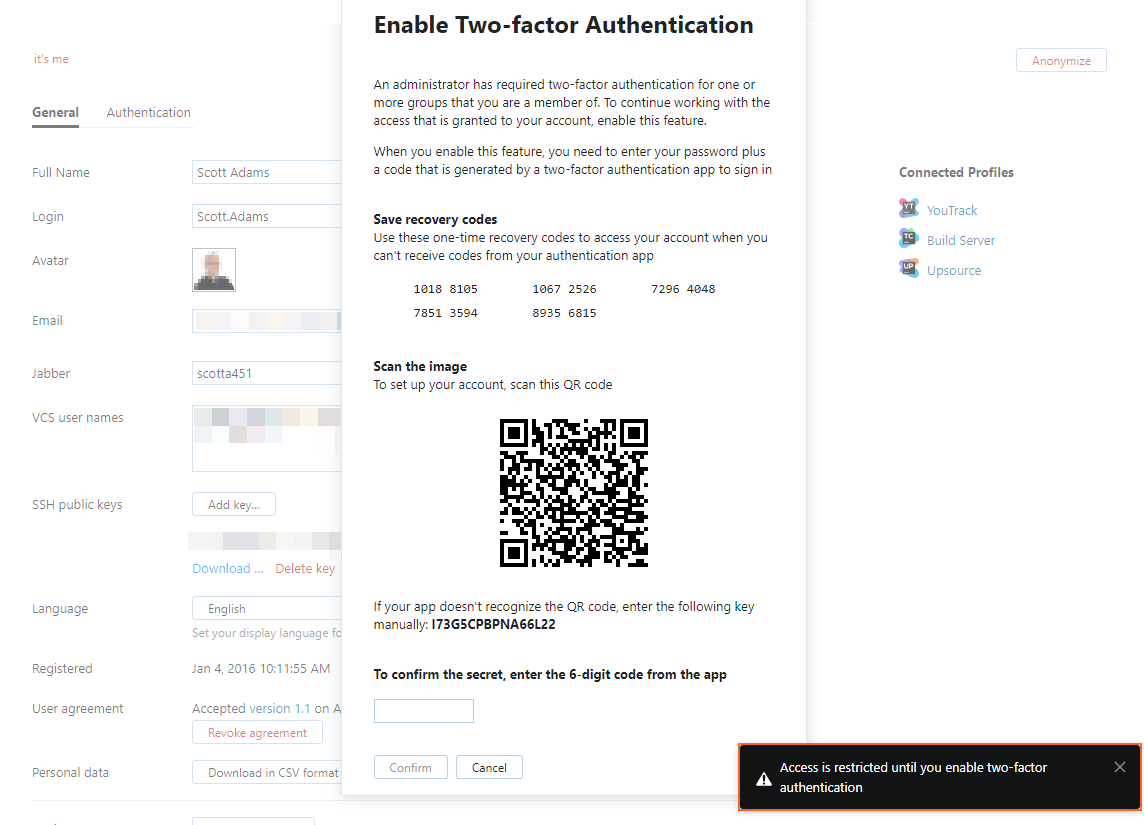 Enable Two-factor Authentication
it's me
Anonymize
An administrator has required two-factor authentication for one or
more groups that you are a member of. To continue working with the
access that is granted to your account, enable this feature.
General Authentication
When you enable this feature, you need to enter your password plus
a code that is generated by a two-factor authentication app to sign in
Full Name Scott Adams
Connected Profiles
Login Scott.Adams
Save recovery codes
YouTrack
Use these one-time recovery codes to access your account when you
can't receive codes from your authentication app
Build Server
Avatar
Upsource
1018 8105 1067 2526 7296 4048
7851 3594 8935 6815
Email
Scan the image
Jabber scotta451
To set up your account, scan this QR code
VCS user names
SSH public keys Add key...
Download ... Delete key
Language English
If your app doesn't recognize the QR code, enter the following key
manually: I73G5CPBPNA66L22
Set your display language fo
Registered Jan 4, 2016 10:11:55 AM
To confirm the secret, enter the 6-digit code from the app
User agreement Accepted version 1.1 on A
Revoke agreement
Personal data Download in CSV format
Confirm Cancel
Access is restricted until you enable two-factor
authentication